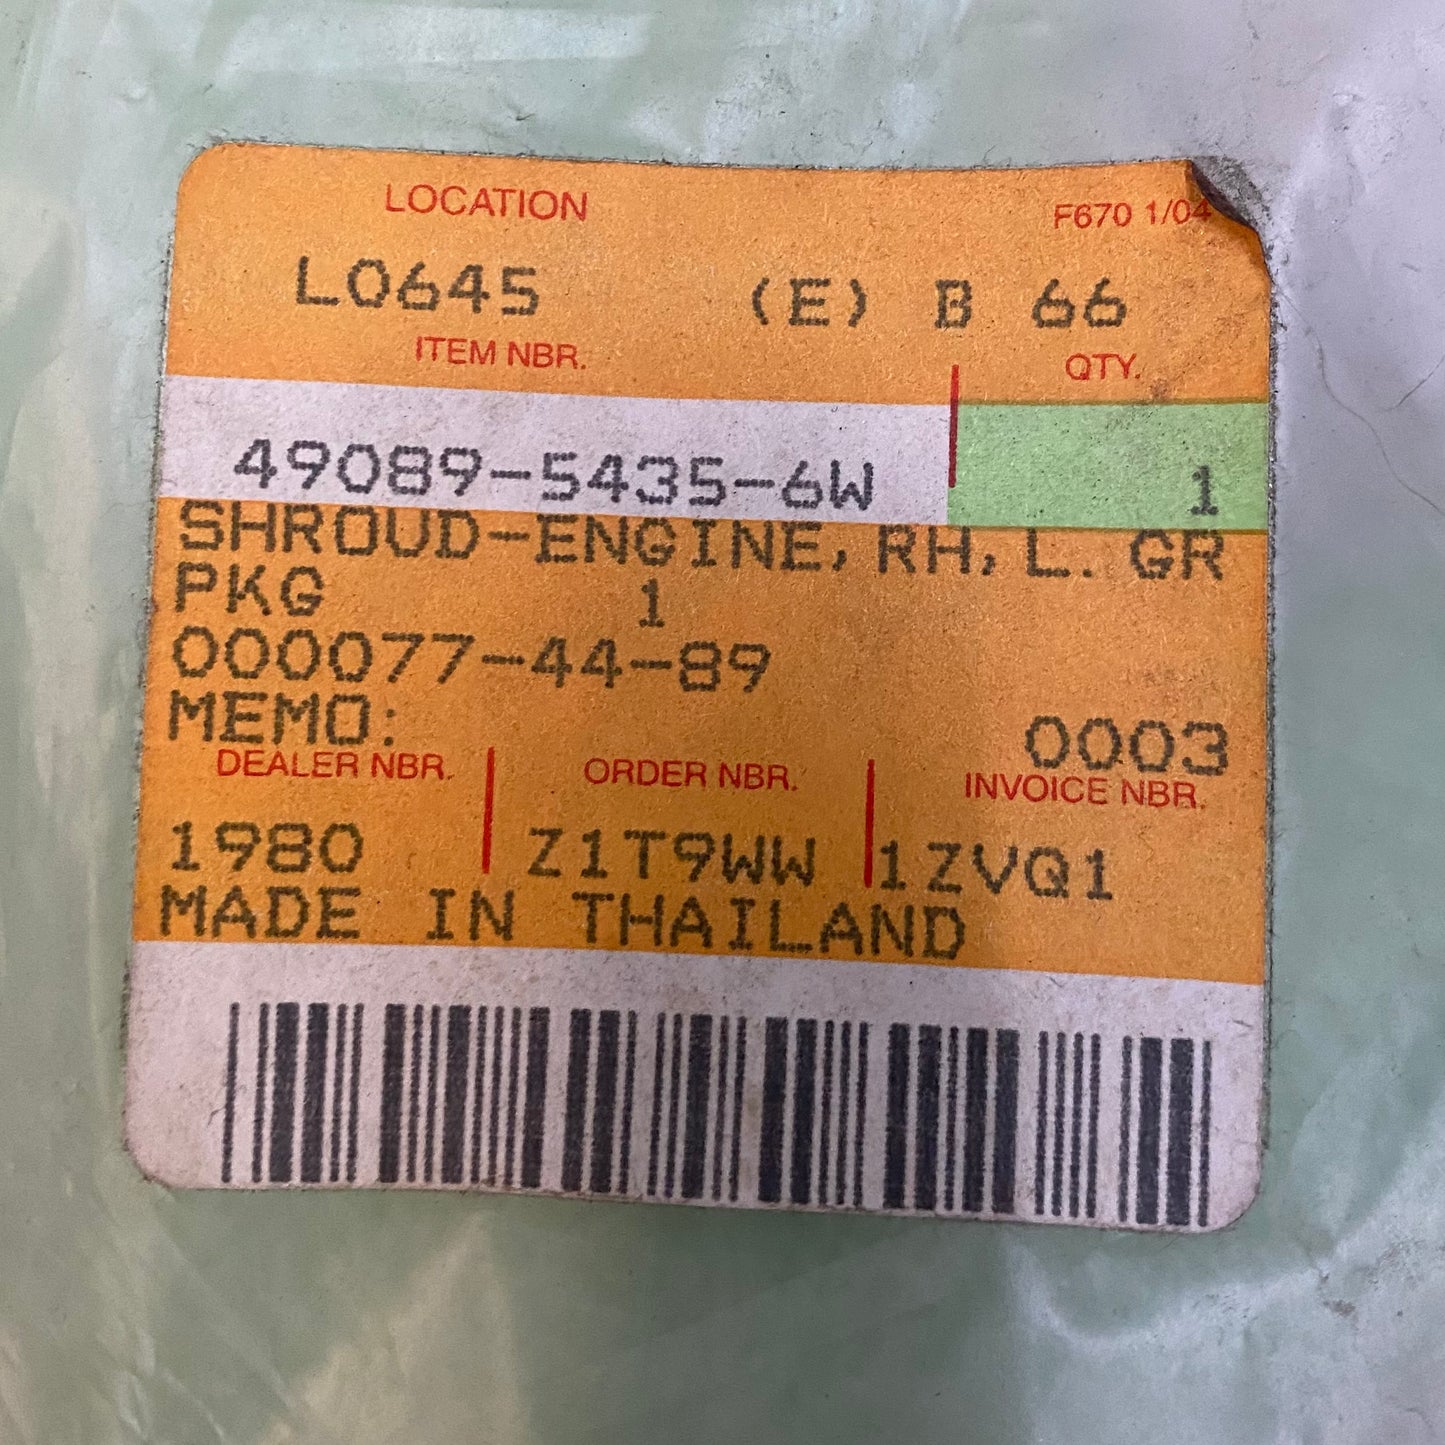 LOCATION F670 1/04
L0645 (E) B 66
ITEM NBR. QTY.
49089-5435-6W 1
SHROUD-ENGINE, RH, L. GR
PKG 1
000077-44-89
MEMO: 0003
DEALER NBR. ORDER NBR. INVOICE NBR.
1980 Z1T9WW 1ZVQ1
MADE IN THAILAND